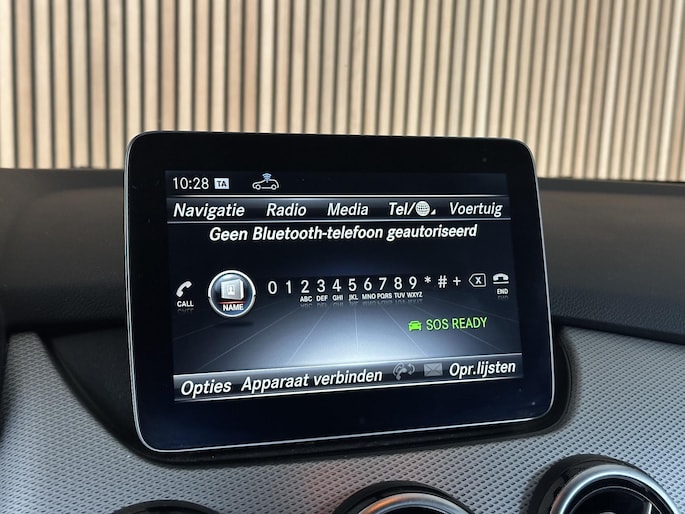 10:28 TA
Navigatie Radio Media Tel/ Voertuig
Geen Bluetooth-telefoon geautoriseerd
CALL NAME 0 1 2 3 4 5 6 7 8 9 * # + END
ABC DEF GHI JKL MNO PQRS TUV WXYZ
SOS READY
Opties Apparaat verbinden Opr.lijsten